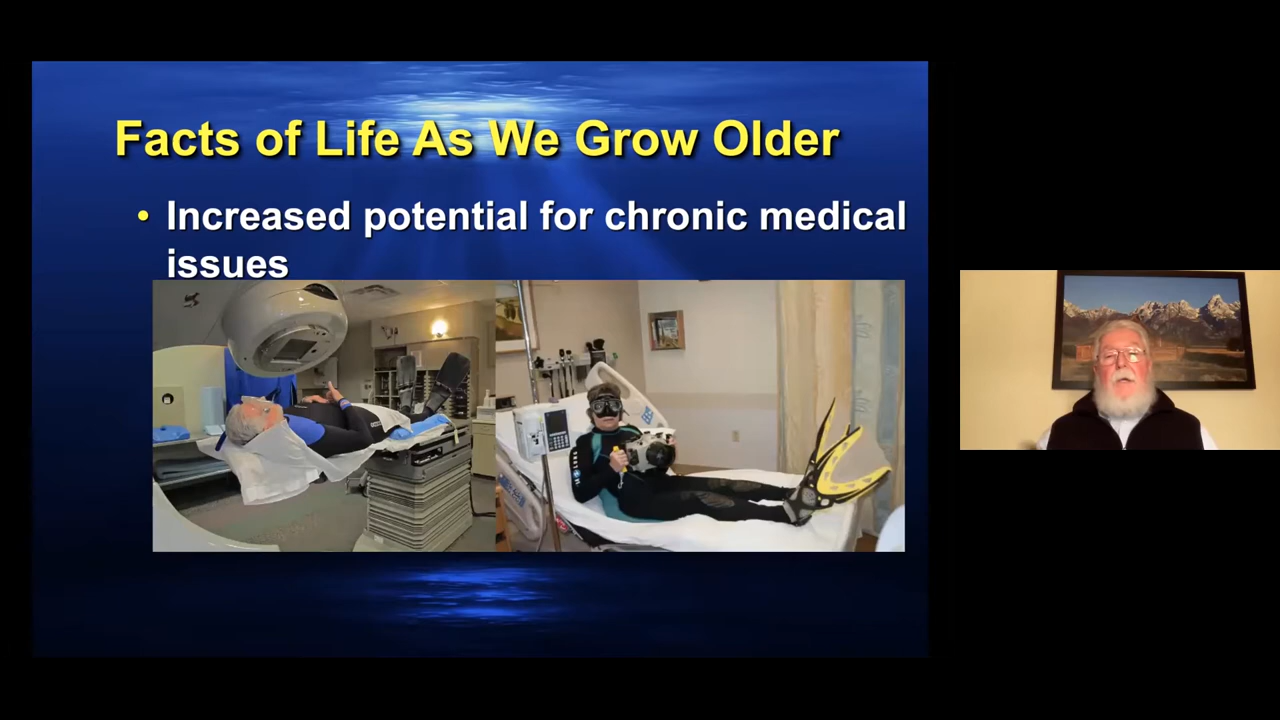 Facts of Life As We Grow Older
• Increased potential for chronic medical
issues